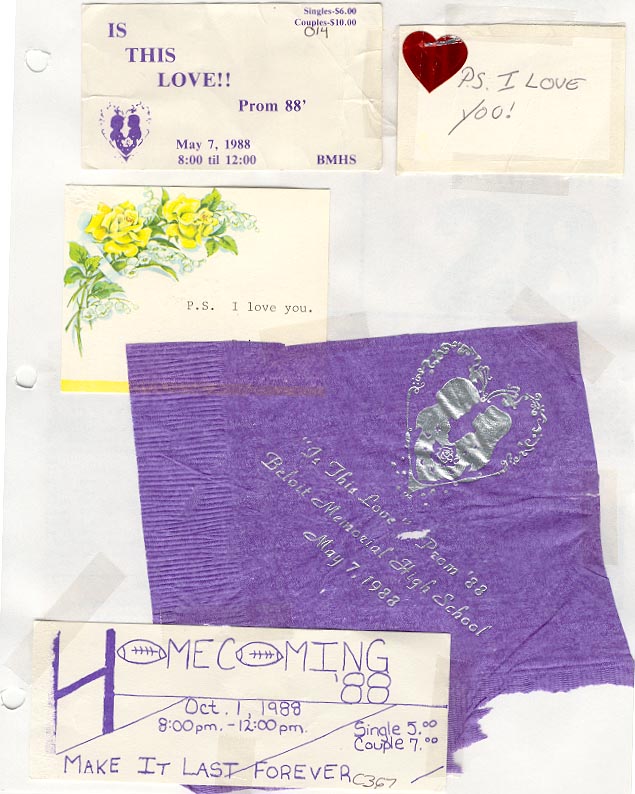 Singles-$6.00
Couples-$10.00
014
IS
THIS
LOVE!!
Prom 88'
May 7, 1988
8:00 til 12:00
BMHS
P.S. I LOVE
YOU!
P.S. I love you.
"Is This Love" Prom '88
Beloit Memorial High School
May 7, 1988
HOMECOMING
'88
Oct. 1, 1988
8:00pm.-12:00pm.
Single 5.00
Couple 7.00
MAKE IT LAST FOREVER
C367